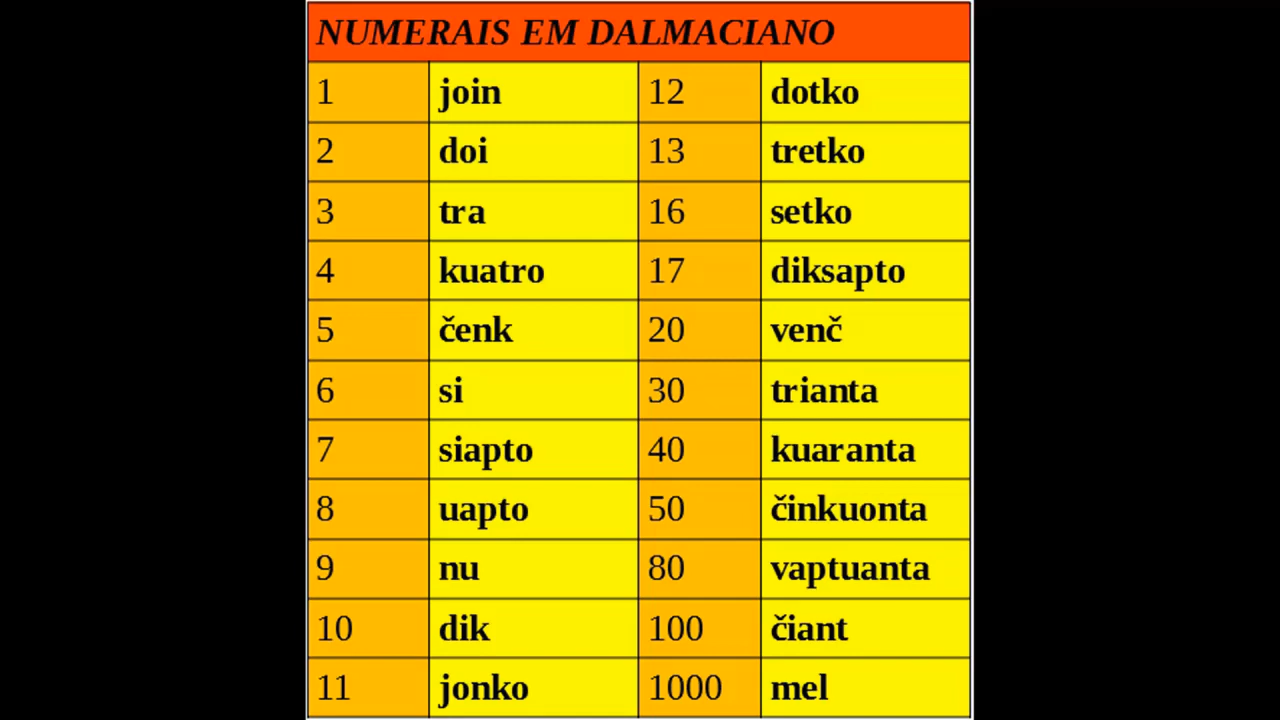 NUMERAIS EM DALMACIANO
1 join 12 dotko
2 doi 13 tretko
3 tra 16 setko
4 kuatro 17 diksapto
5 čenk 20 venč
6 si 30 trianta
7 siapto 40 kuaranta
8 uapto 50 činkuonta
9 nu 80 vaptuanta
10 dik 100 čiant
11 jonko 1000 mel